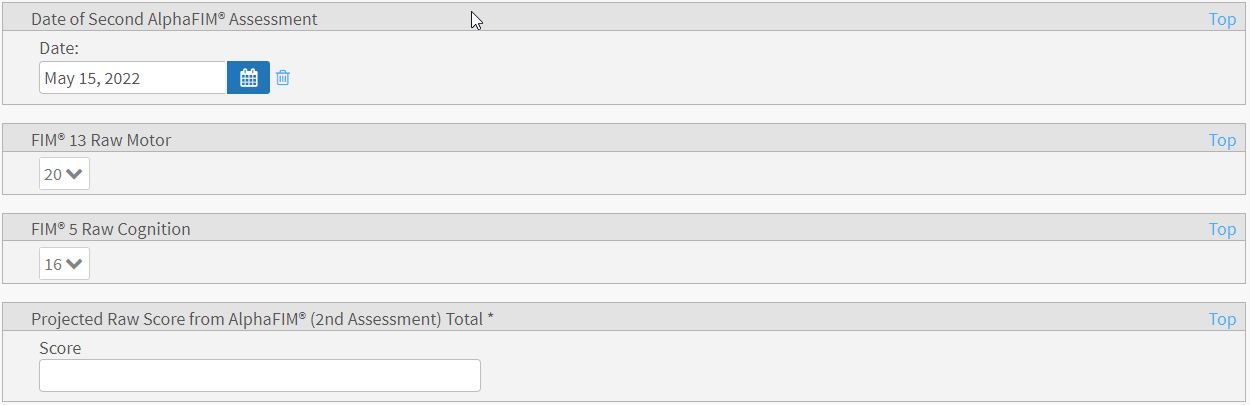 Date of Second AlphaFIM® Assessment Top
Date:
May 15, 2022
FIM® 13 Raw Motor Top
20
FIM® 5 Raw Cognition Top
16
Projected Raw Score from AlphaFIM® (2nd Assessment) Total * Top
Score